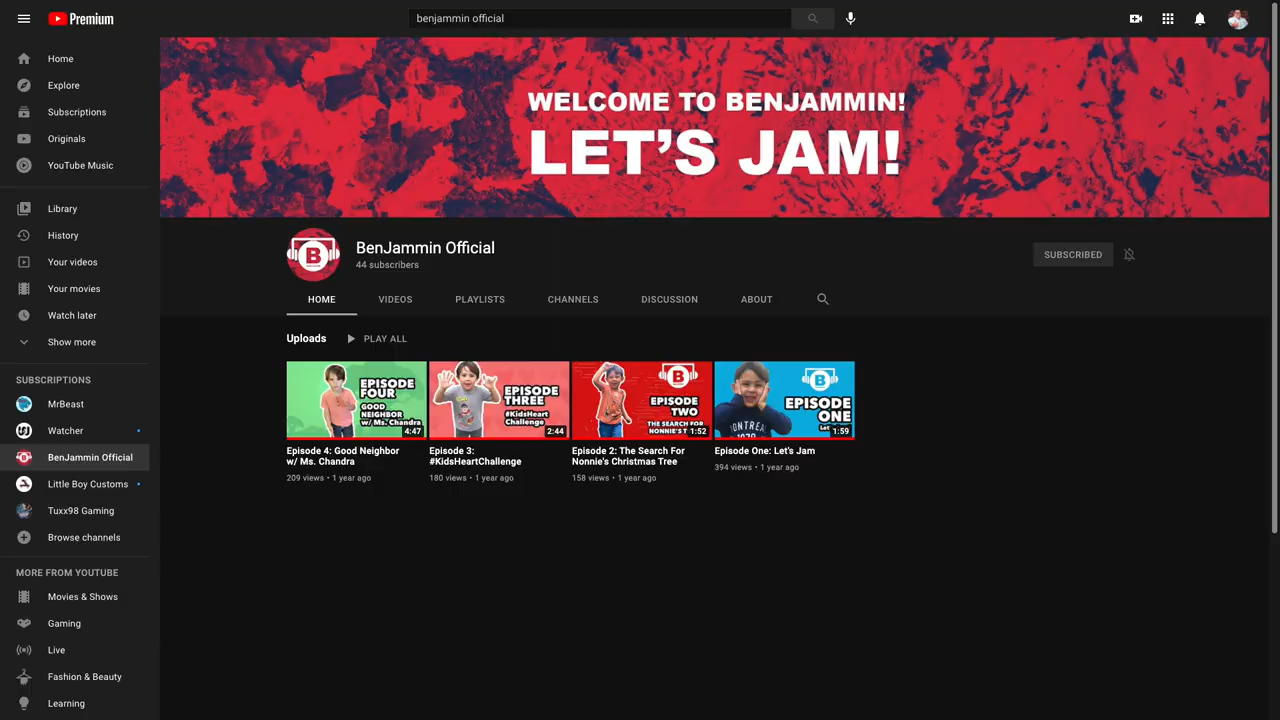 Premium
benjammin official
Home
Explore
Subscriptions
Originals
YouTube Music
Library
History
Your videos
Your movies
Watch later
Show more
SUBSCRIPTIONS
MrBeast
Watcher
BenJammin Official
Little Boy Customs
Tuxx98 Gaming
Browse channels
MORE FROM YOUTUBE
Movies & Shows
Gaming
Live
Fashion & Beauty
Learning
WELCOME TO BENJAMMIN!
LET'S JAM!
B
BenJammin Official
44 subscribers
SUBSCRIBED
HOME
VIDEOS
PLAYLISTS
CHANNELS
DISCUSSION
ABOUT
Uploads
PLAY ALL
EPISODE
FOUR
GOOD
NEIGHBOR
w/ Ms. Chandra
4:47
Episode 4: Good Neighbor
w/ Ms. Chandra
209 views • 1 year ago
EPISODE
THREE
#KidsHeart
Challenge
2:44
Episode 3:
#KidsHeartChallenge
180 views • 1 year ago
B
EPISODE
TWO
THE SEARCH FOR
NONNIE'S T
1:52
Episode 2: The Search For
Nonnie's Christmas Tree
158 views • 1 year ago
B
EPISODE
ONE
Let
1:59
Episode One: Let's Jam
394 views • 1 year ago